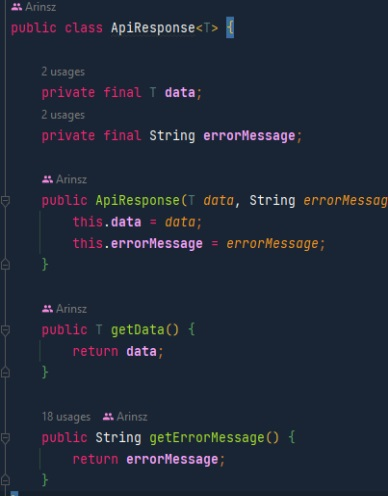 Arinsz
public class ApiResponse<T> {
2 usages
private final T data;
2 usages
private final String errorMessage;
Arinsz
public ApiResponse(T data, String errorMessag
this.data = data;
this.errorMessage = errorMessage;
}
Arinsz
public T getData() {
return data;
}
18 usages Arinsz
public String getErrorMessage() {
return errorMessage;
}